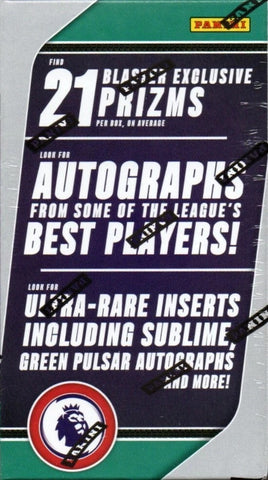 PANINI
FIND
21 BLASTER EXCLUSIVE
PRIZMS
PER BOX, ON AVERAGE
LOOK FOR
AUTOGRAPHS
FROM SOME OF THE LEAGUE'S
BEST PLAYERS!
LOOK FOR
ULTRA-RARE INSERTS
INCLUDING SUBLIME,
GREEN PULSAR AUTOGRAPHS
AND MORE!